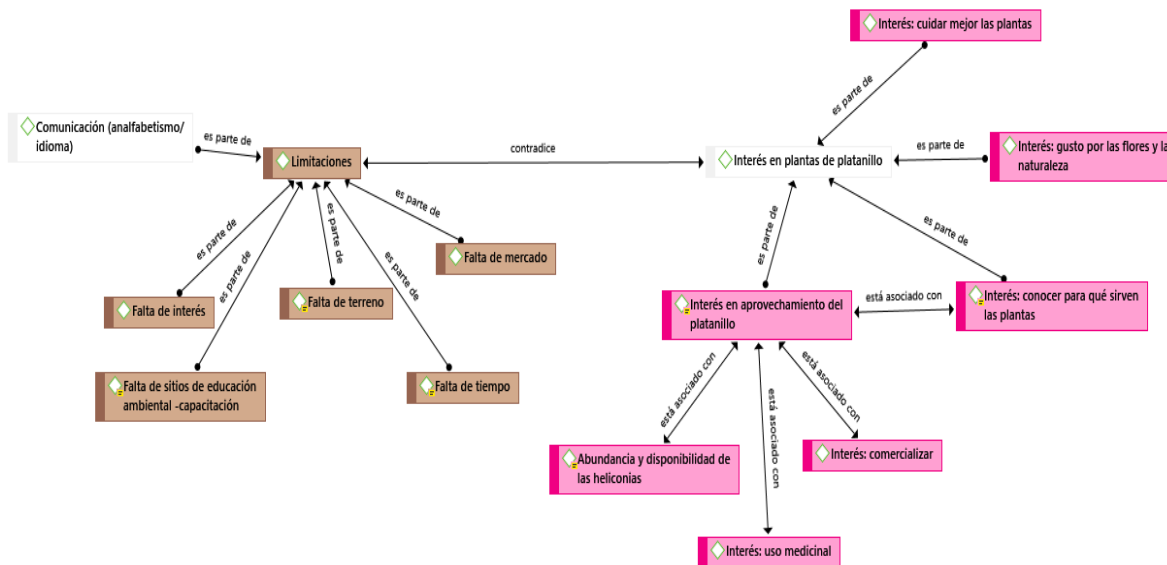 Interés: cuidar mejor las plantas
es parte de
Comunicación (analfabetismo/
idioma)
es parte de
Limitaciones
contradice
Interés en plantas de platanillo
es parte de
Interés: gusto por las flores y la
naturaleza
es parte de
es parte de
es parte de
es parte de
es parte de
es parte de
es parte de
Falta de mercado
Falta de interés
Falta de terreno
Interés en aprovechamiento del
platanillo
está asociado con
Interés: conocer para qué sirven
las plantas
Falta de sitios de educación
ambiental -capacitación
Falta de tiempo
está asociado con
está asociado con
está asociado con
Abundancia y disponibilidad de
las heliconias
Interés: comercializar
Interés: uso medicinal